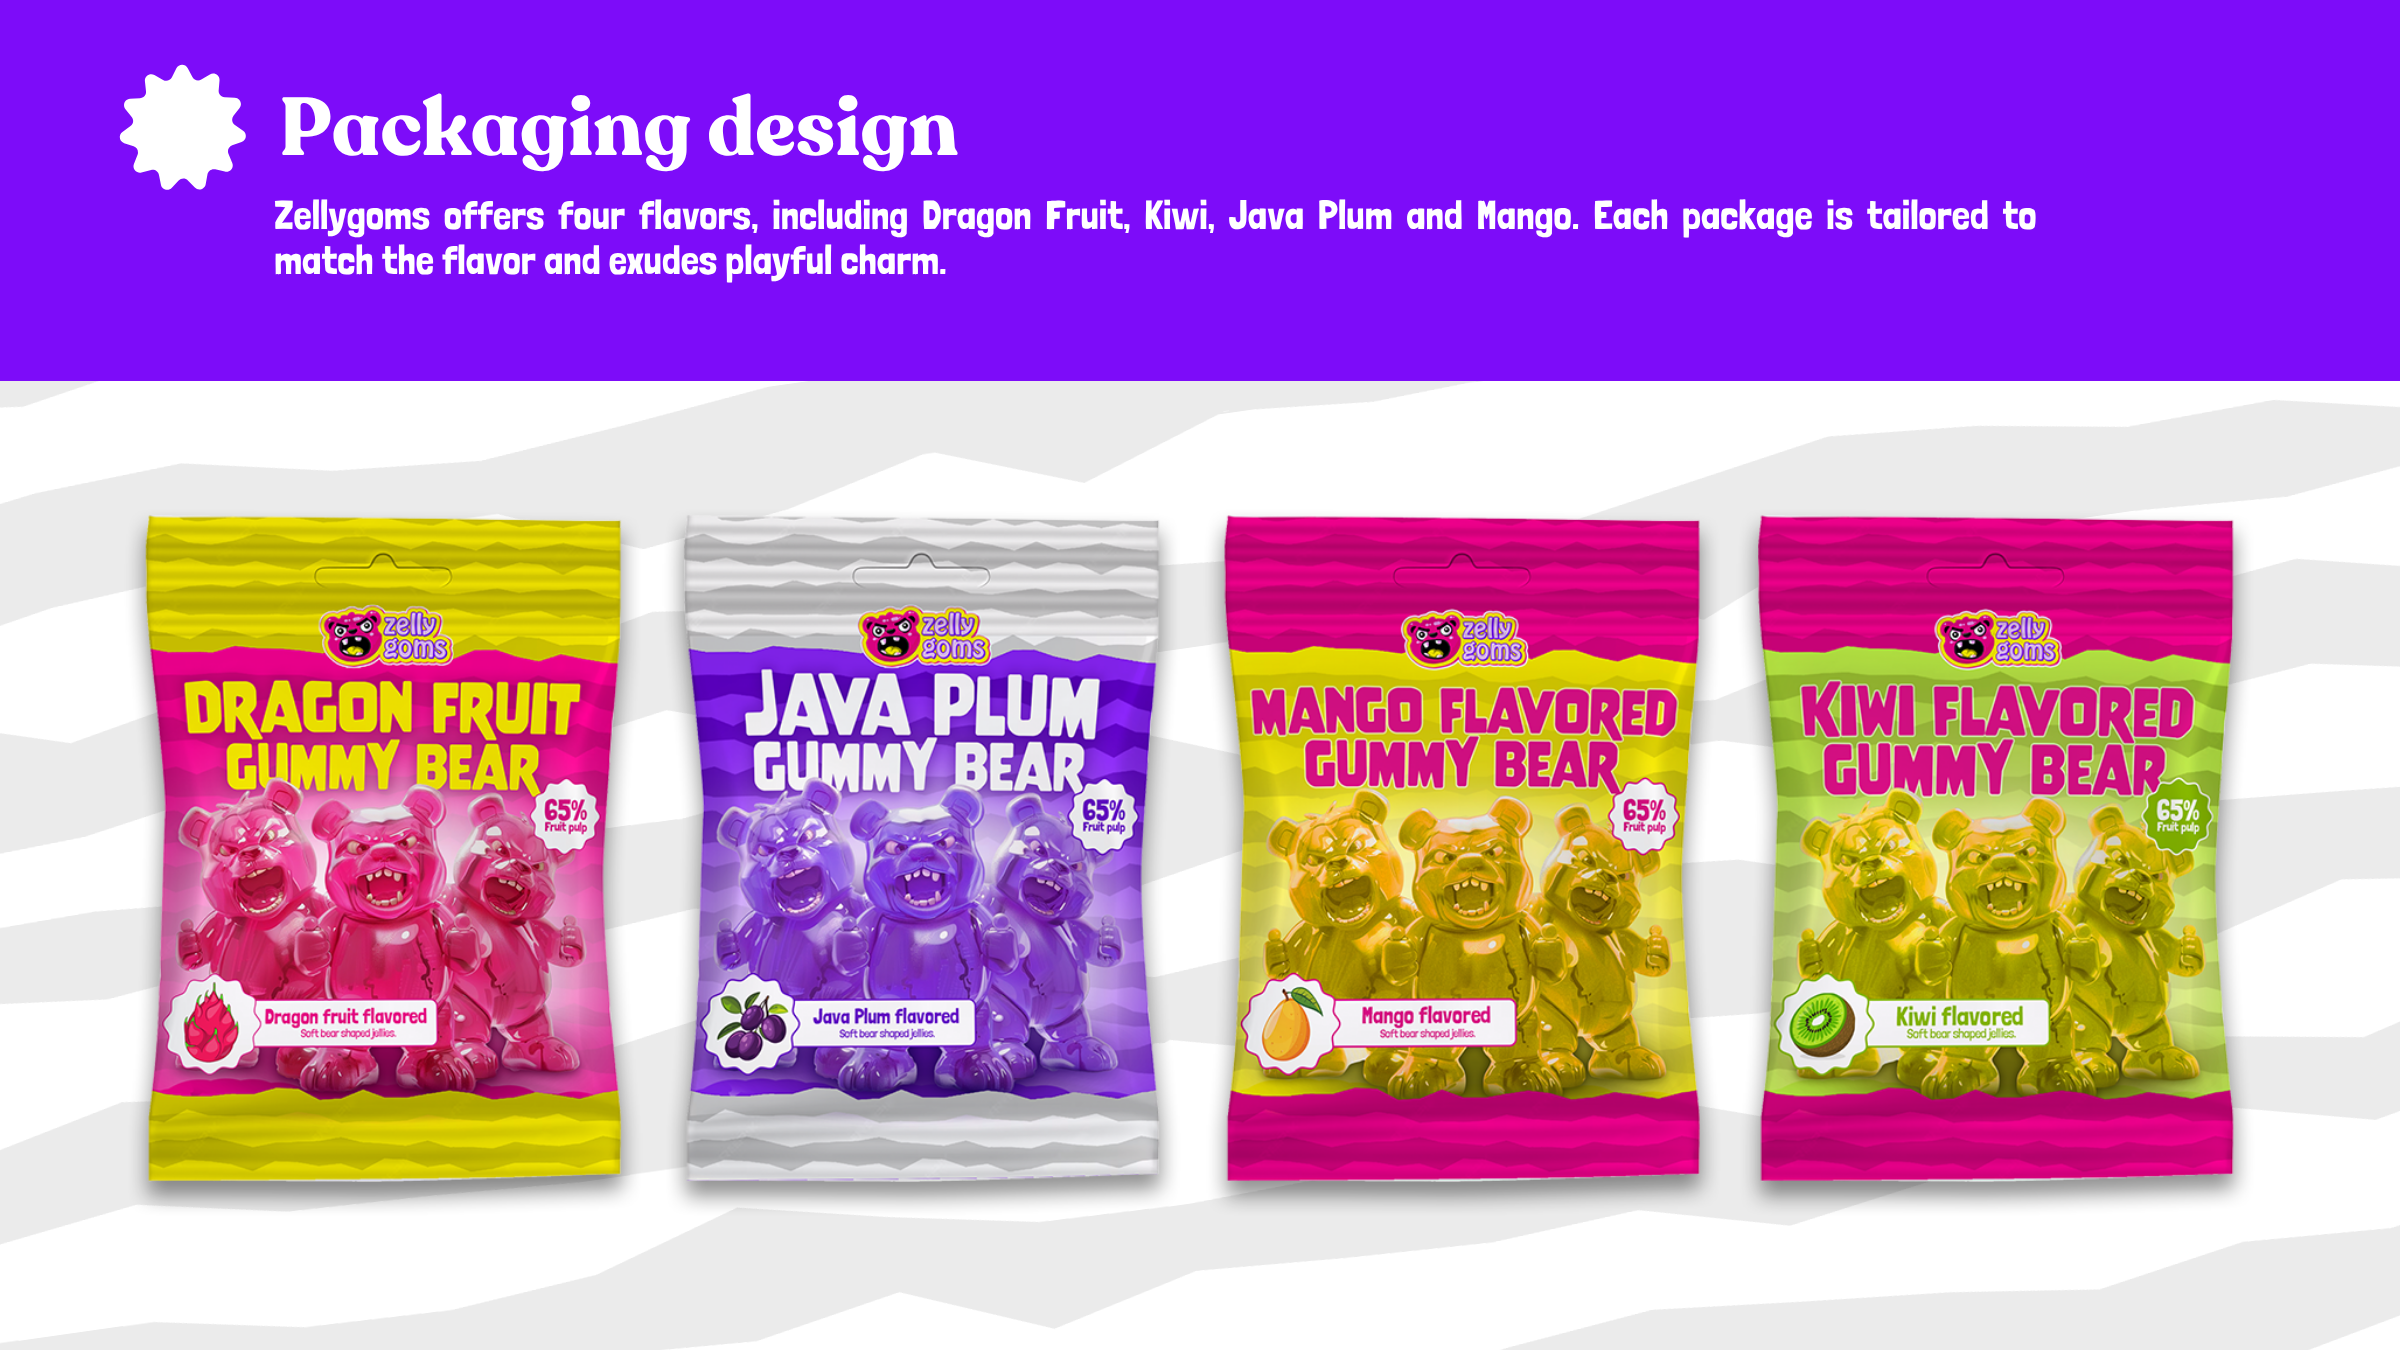 Packaging design
Zellygoms offers four flavors, including Dragon Fruit, Kiwi, Java Plum and Mango. Each package is tailored to
match the flavor and exudes playful charm.
zelly
goms
DRAGON FRUIT
GUMMY BEAR
65%
Fruit pulp
Dragon fruit flavored
Soft bear shaped jellies.
zelly
goms
JAVA PLUM
GUMMY BEAR
65%
Fruit pulp
Java Plum flavored
Soft bear shaped jellies.
zelly
goms
MANGO FLAVORED
GUMMY BEAR
65%
Fruit pulp
Mango flavored
Soft bear shaped jellies.
zelly
goms
KIWI FLAVORED
GUMMY BEAR
65%
Fruit pulp
Kiwi flavored
Soft bear shaped jellies.